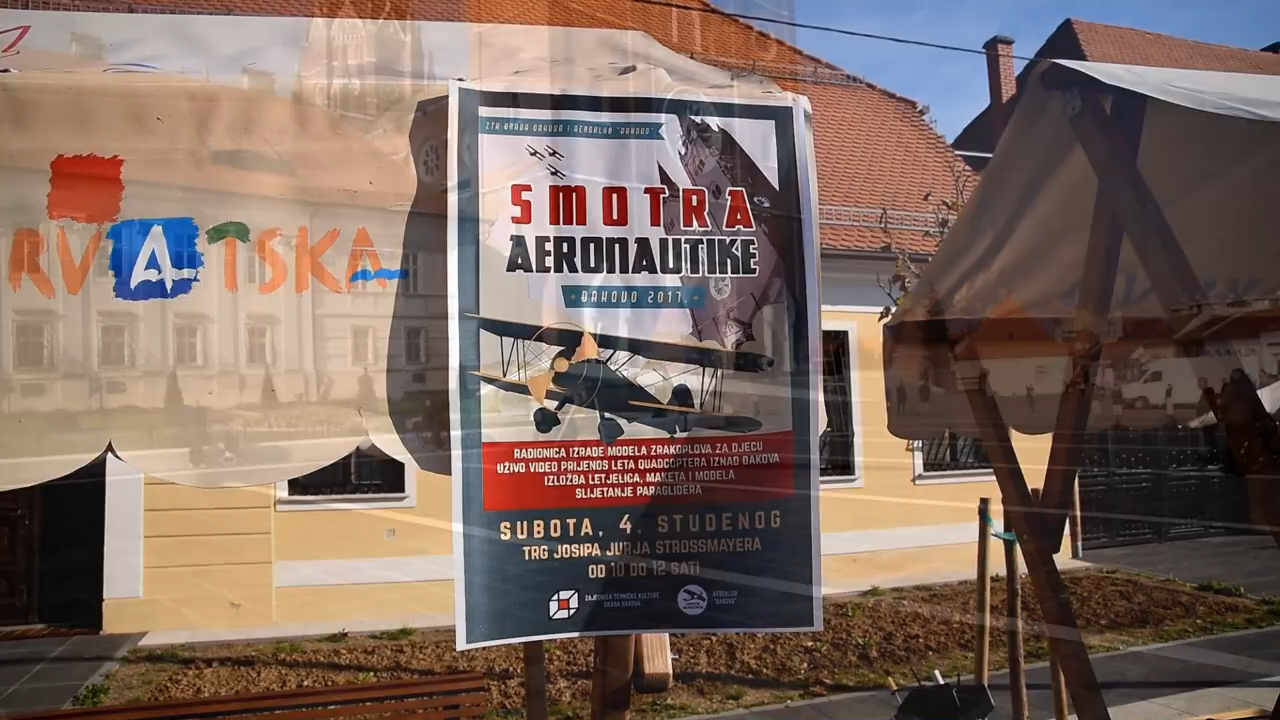 RVATSKA
ZTK GRADA ĐAKOVA I AEROKLUB "ĐAKOVO"
SMOTRA
AERONAUTIKE
ĐAKOVO 2017.
RADIONICA IZRADE MODELA ZRAKOPLOVA ZA DJECU
UŽIVO VIDEO PRIJENOS LETA QUADCOPTERA IZNAD ĐAKOVA
IZLOŽBA LETJELICA, MAKETA I MODELA
SLIJETANJE PARAGLIDERA
SUBOTA, 4. STUDENOG
TRG JOSIPA JURJA STROSSMAYERA
OD 10 DO 12 SATI
ZAJEDNICA TEHNIČKE KULTURE
GRADA ĐAKOVA
AEROKLUB
"ĐAKOVO"